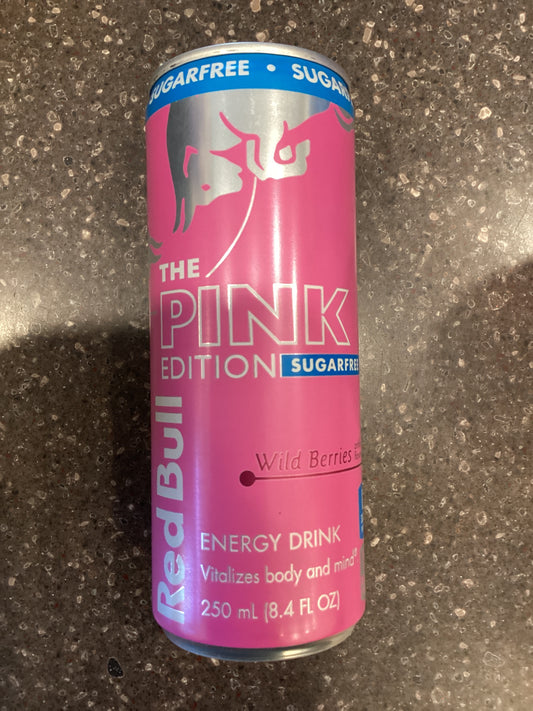 SUGARFREE • SUGAR
THE
PINK
EDITION SUGARFREE
Wild Berries
Red Bull
ENERGY DRINK
Vitalizes body and mind®
250 mL (8.4 FL OZ)